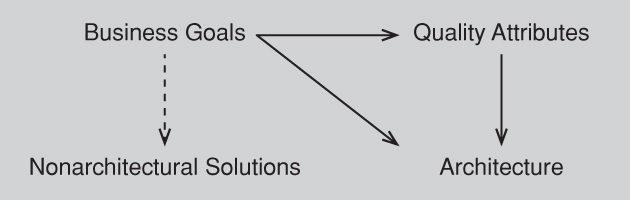 Business Goals
Quality Attributes
Nonarchitectural Solutions
Architecture